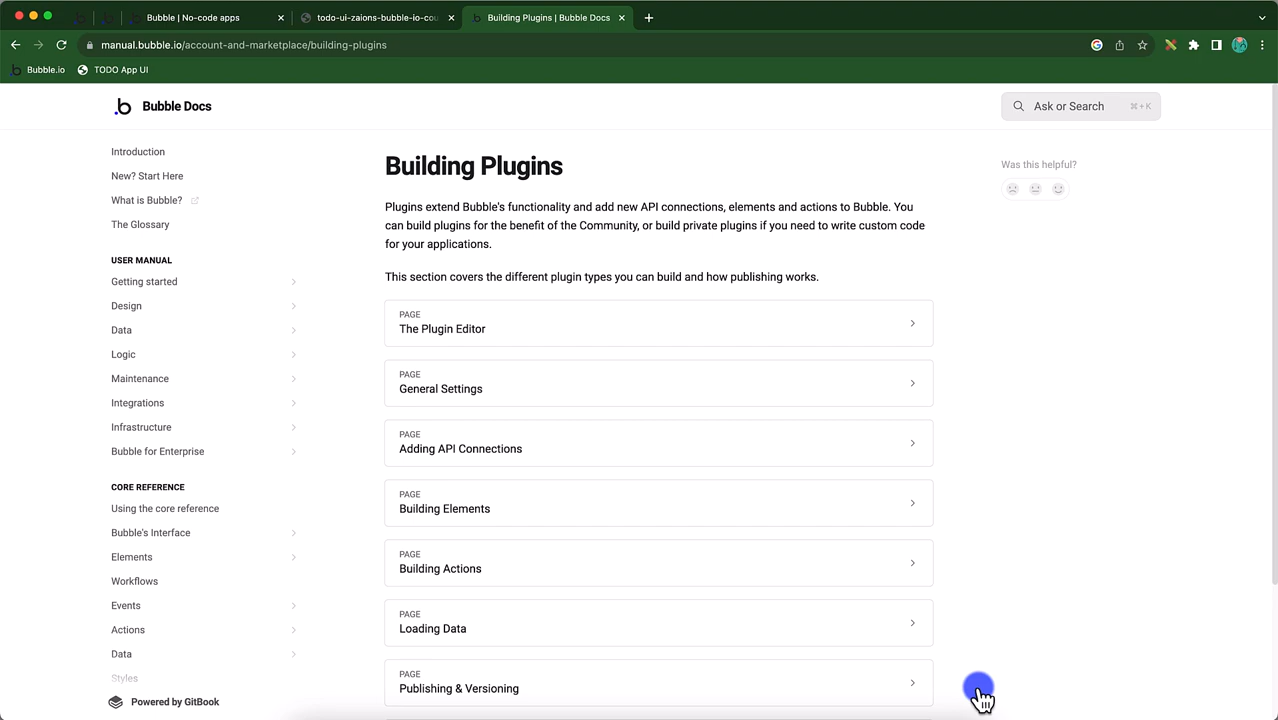 Bubble | No-code apps
todo-ui-zaions-bubble-io-cou
Building Plugins | Bubble Docs
manual.bubble.io/account-and-marketplace/building-plugins
Bubble.io
TODO App UI
Bubble Docs
Ask or Search
⌘+K
Introduction
New? Start Here
What is Bubble?
The Glossary
USER MANUAL
Getting started
Design
Data
Logic
Maintenance
Integrations
Infrastructure
Bubble for Enterprise
CORE REFERENCE
Using the core reference
Bubble's Interface
Elements
Workflows
Events
Actions
Data
Styles
Powered by GitBook
Building Plugins
Plugins extend Bubble's functionality and add new API connections, elements and actions to Bubble. You
can build plugins for the benefit of the Community, or build private plugins if you need to write custom code
for your applications.
This section covers the different plugin types you can build and how publishing works.
PAGE
The Plugin Editor
PAGE
General Settings
PAGE
Adding API Connections
PAGE
Building Elements
PAGE
Building Actions
PAGE
Loading Data
PAGE
Publishing & Versioning
Was this helpful?